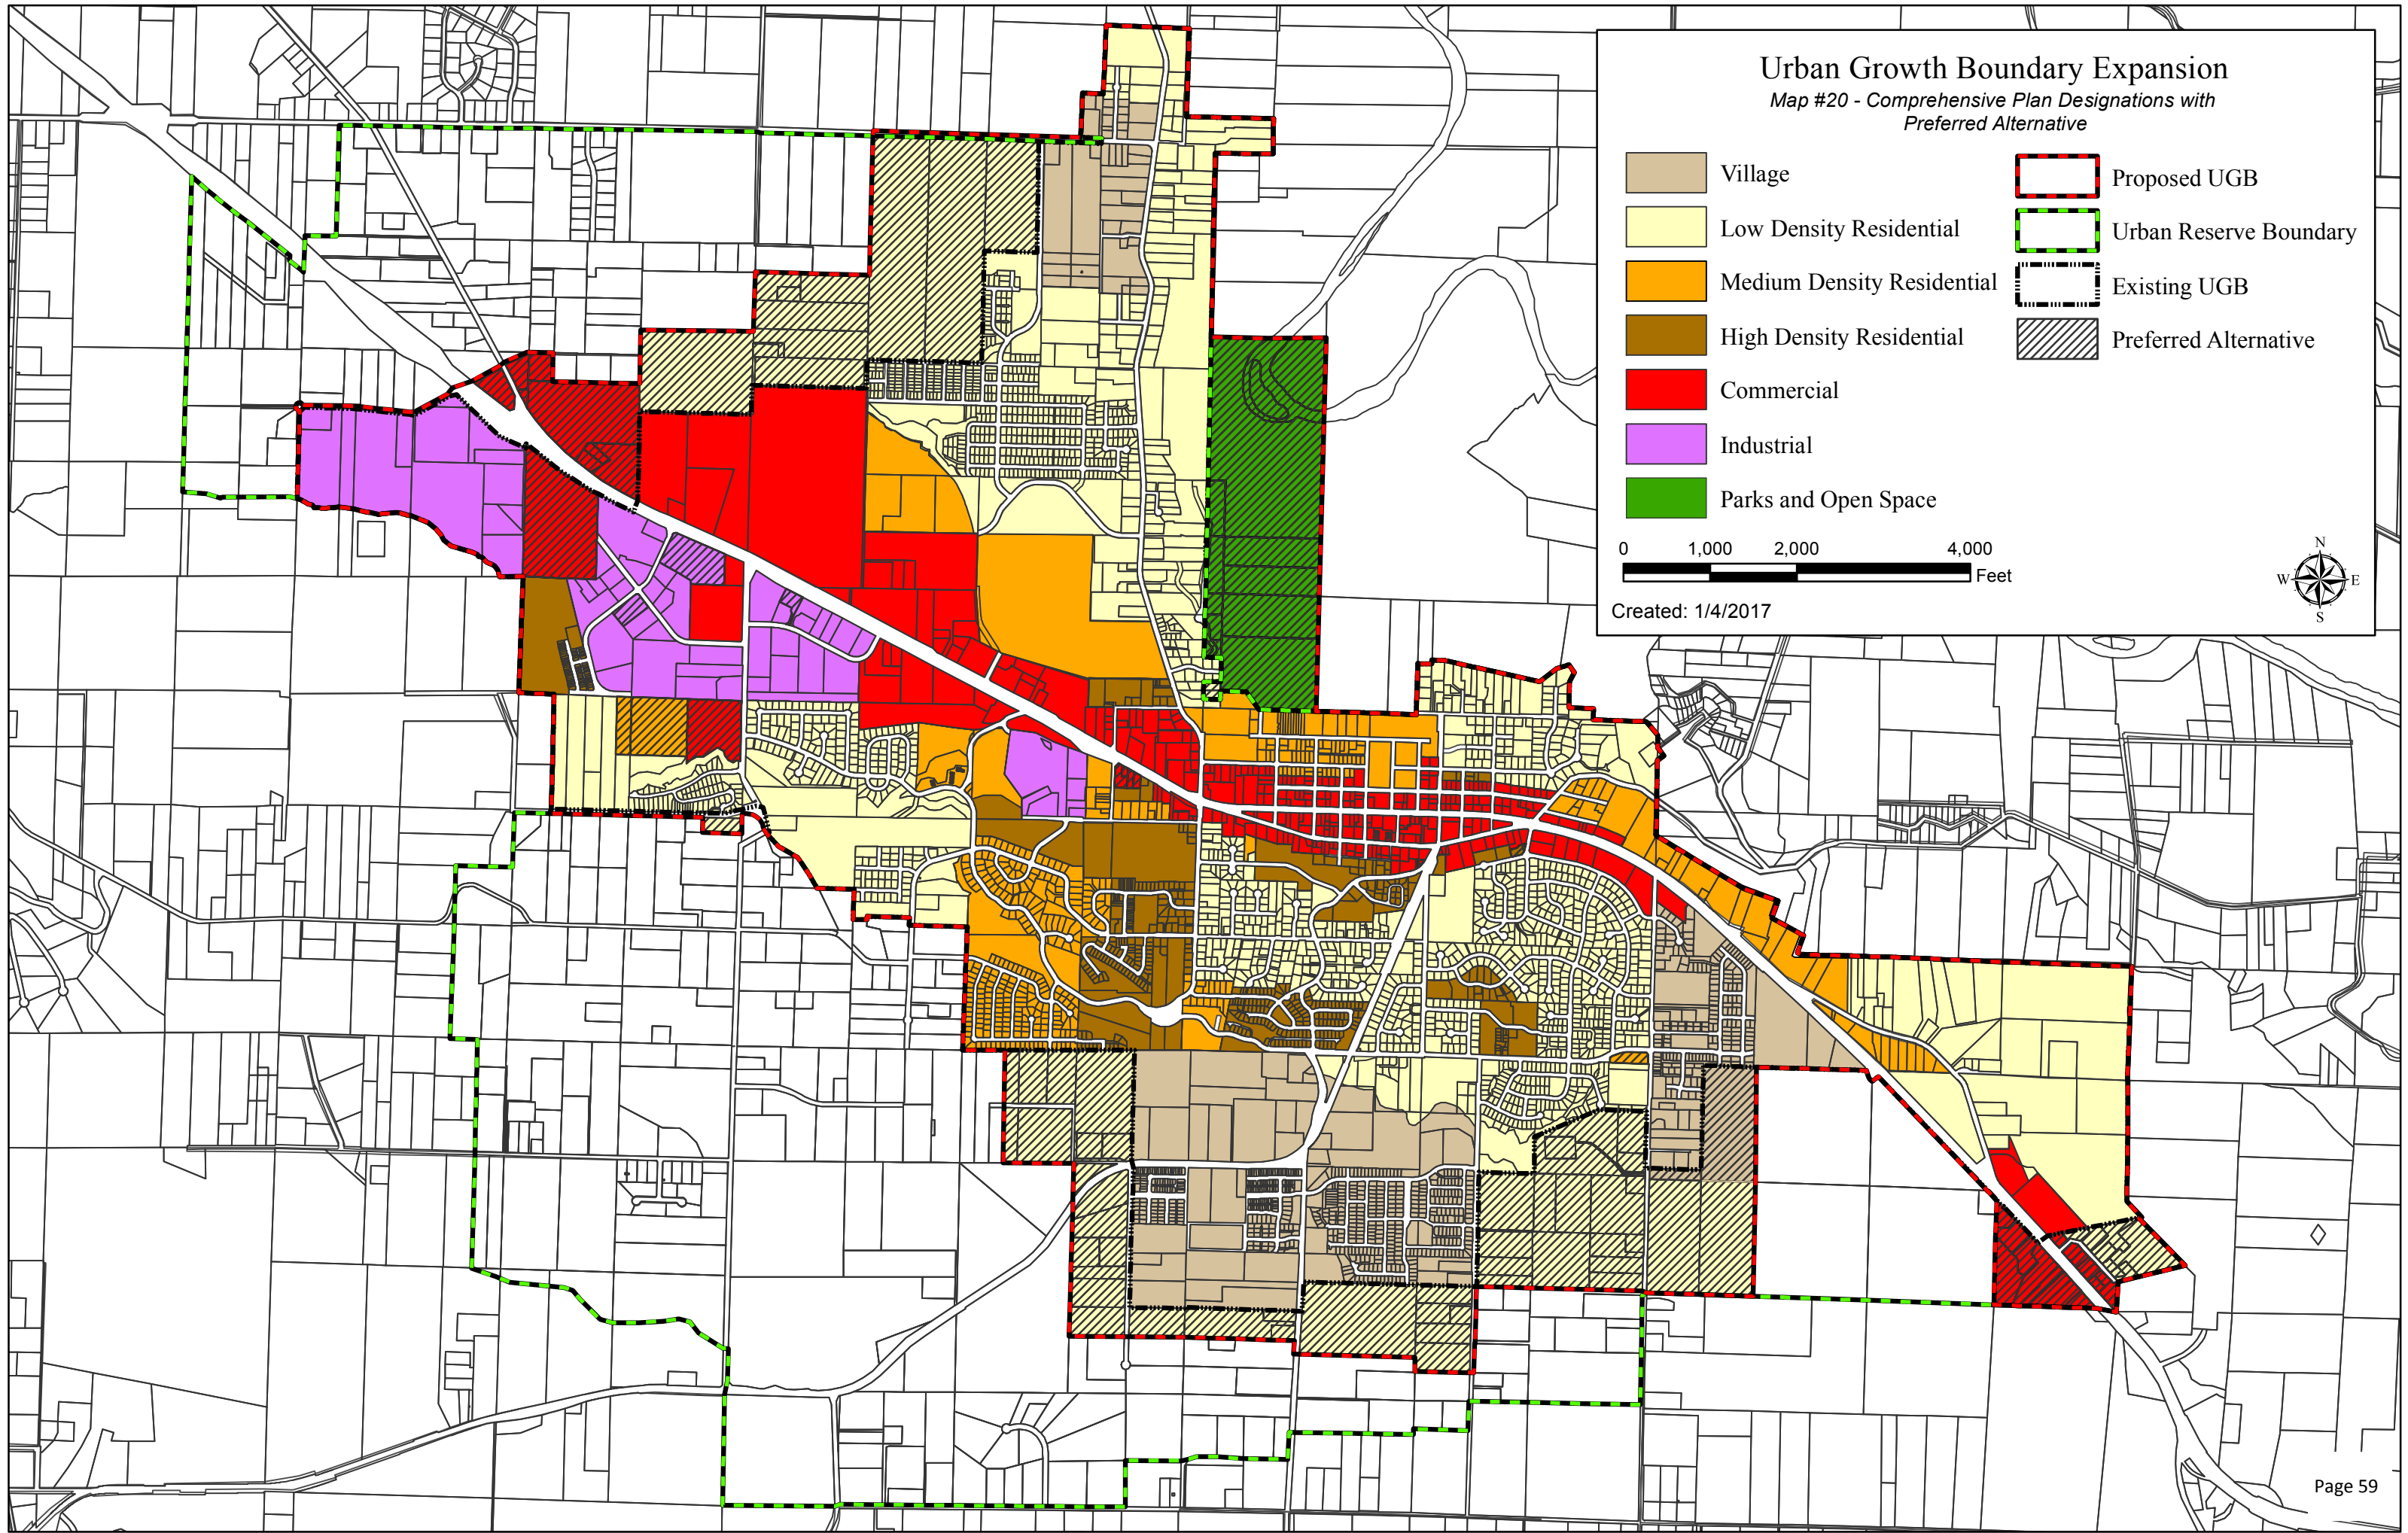 Urban Growth Boundary Expansion
Map #20 - Comprehensive Plan Designations with
Preferred Alternative
Village
Low Density Residential
Medium Density Residential
High Density Residential
Commercial
Industrial
Parks and Open Space
Proposed UGB
Urban Reserve Boundary
Existing UGB
Preferred Alternative
0 1,000 2,000 4,000
Feet
N
W E
S
Created: 1/4/2017
Page 59